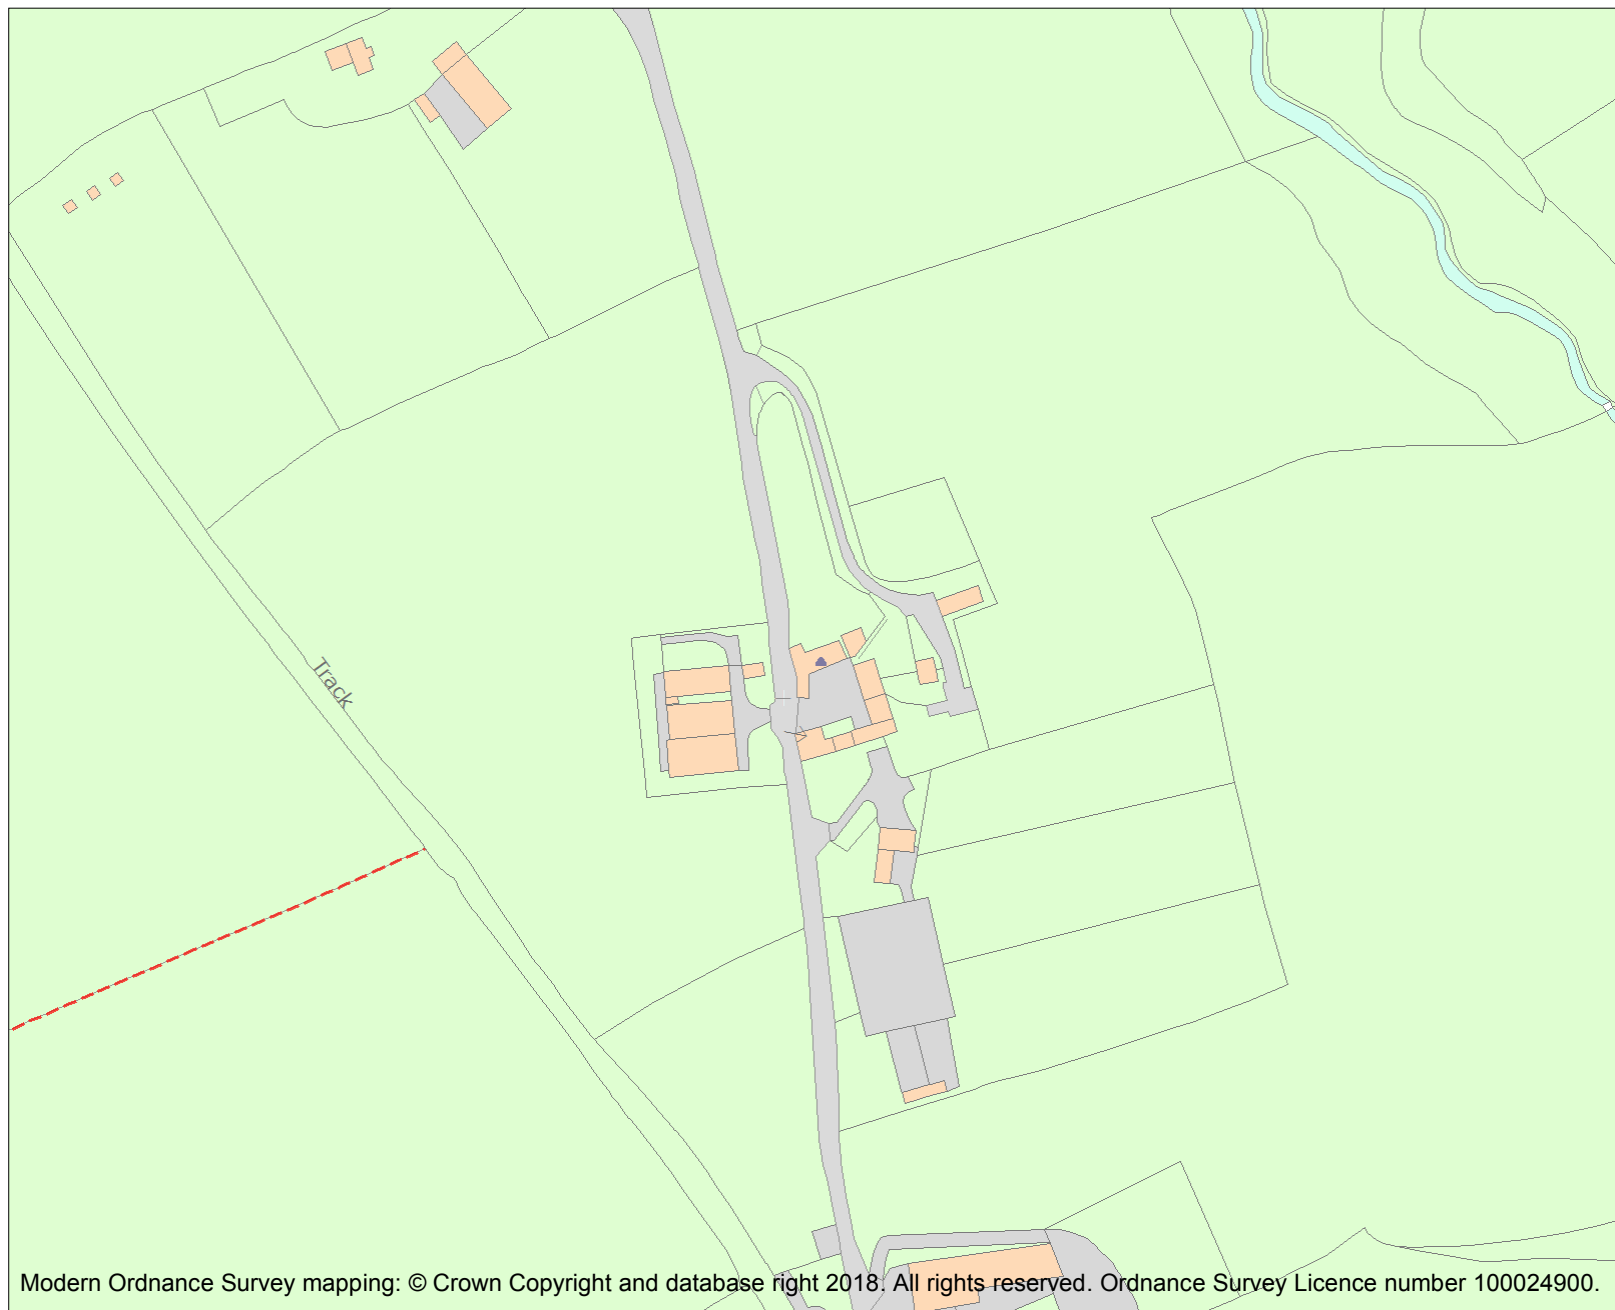 Track
Modern Ordnance Survey mapping: © Crown Copyright and database right 2018. All rights reserved. Ordnance Survey Licence number 100024900.